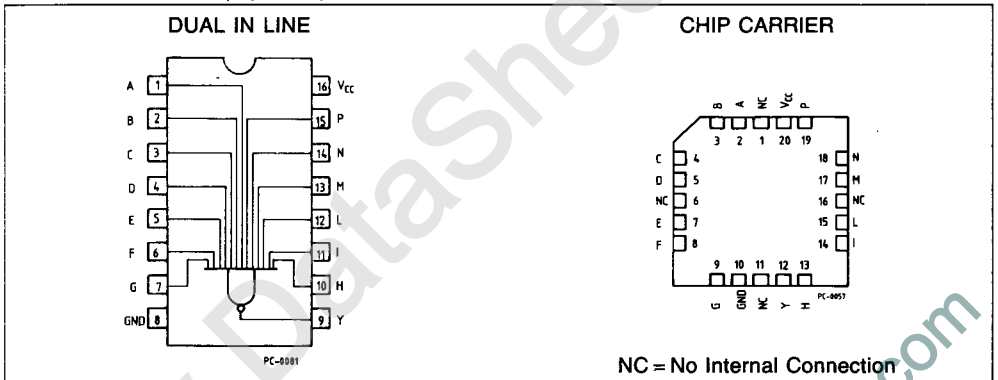 DUAL IN LINE
A 1
B 2
C 3
D 4
E 5
F 6
G 7
GND 8
16 VCC
15 P
14 N
13 M
12 L
11 I
10 H
9 Y
PC-0081
CHIP CARRIER
B A NC VCC P
3 2 1 20 19
C 4
D 5
NC 6
E 7
F 8
18 N
17 M
16 NC
15 L
14 I
9 10 11 12 13
G GND NC Y H
PC-0057
NC = No Internal Connection
DataShee
.com